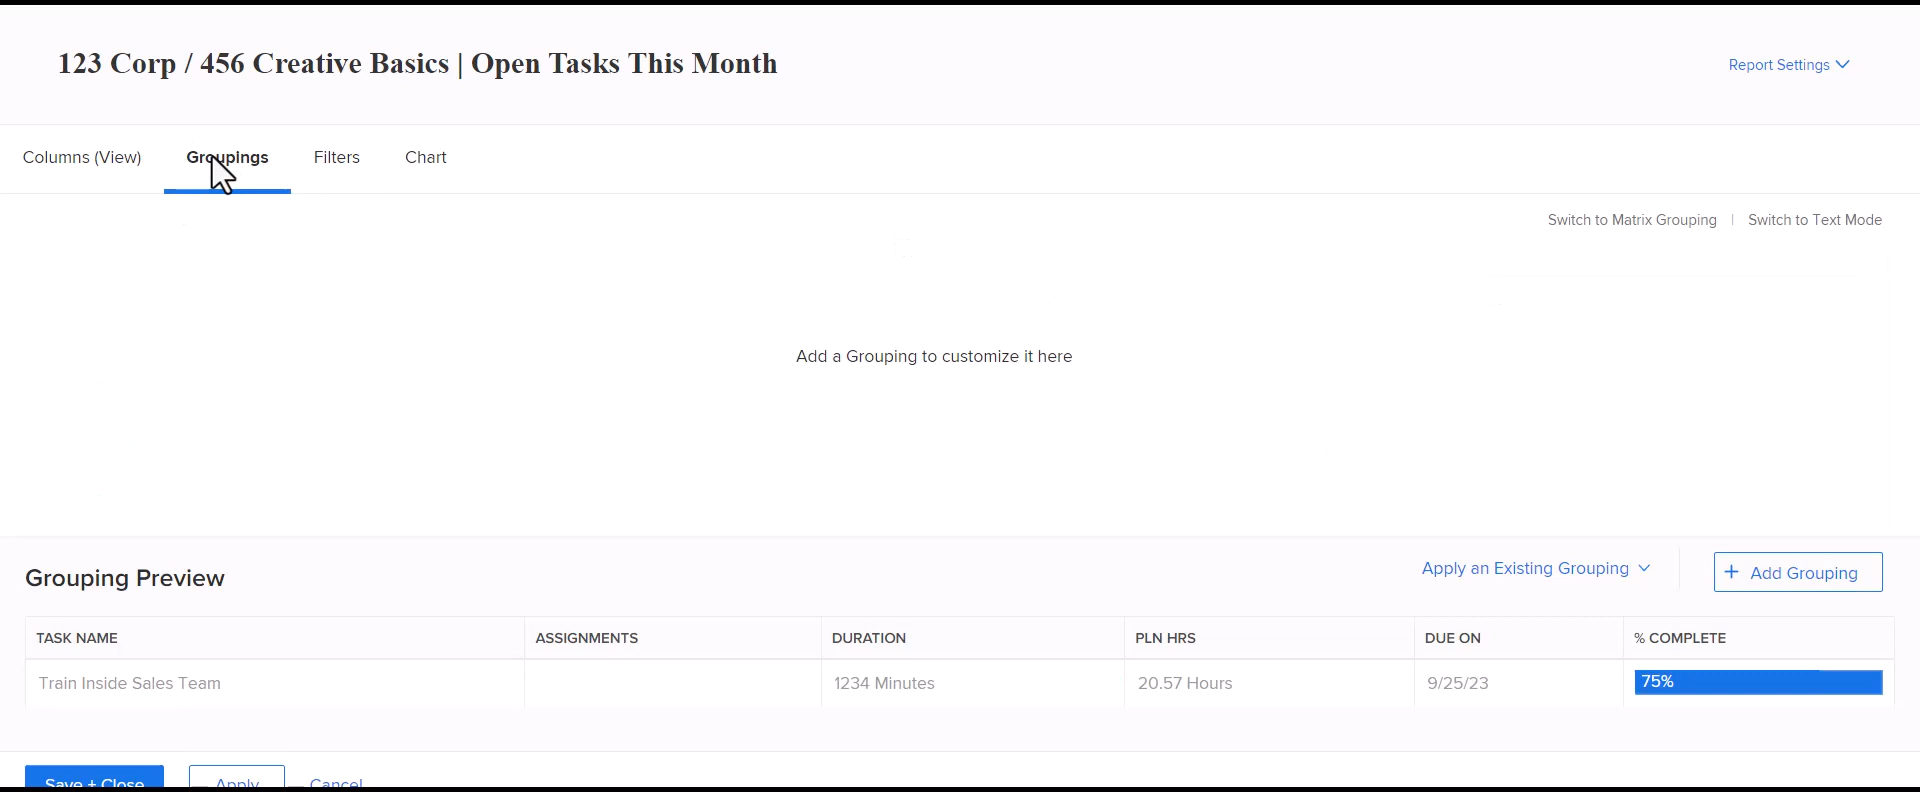 123 Corp / 456 Creative Basics | Open Tasks This Month
Report Settings
Columns (View) Groupings Filters Chart
Switch to Matrix Grouping | Switch to Text Mode
Add a Grouping to customize it here
Grouping Preview
Apply an Existing Grouping
+ Add Grouping
TASK NAME ASSIGNMENTS DURATION PLN HRS DUE ON % COMPLETE
Train Inside Sales Team 1234 Minutes 20.57 Hours 9/25/23 75%
Save + Close Apply Cancel